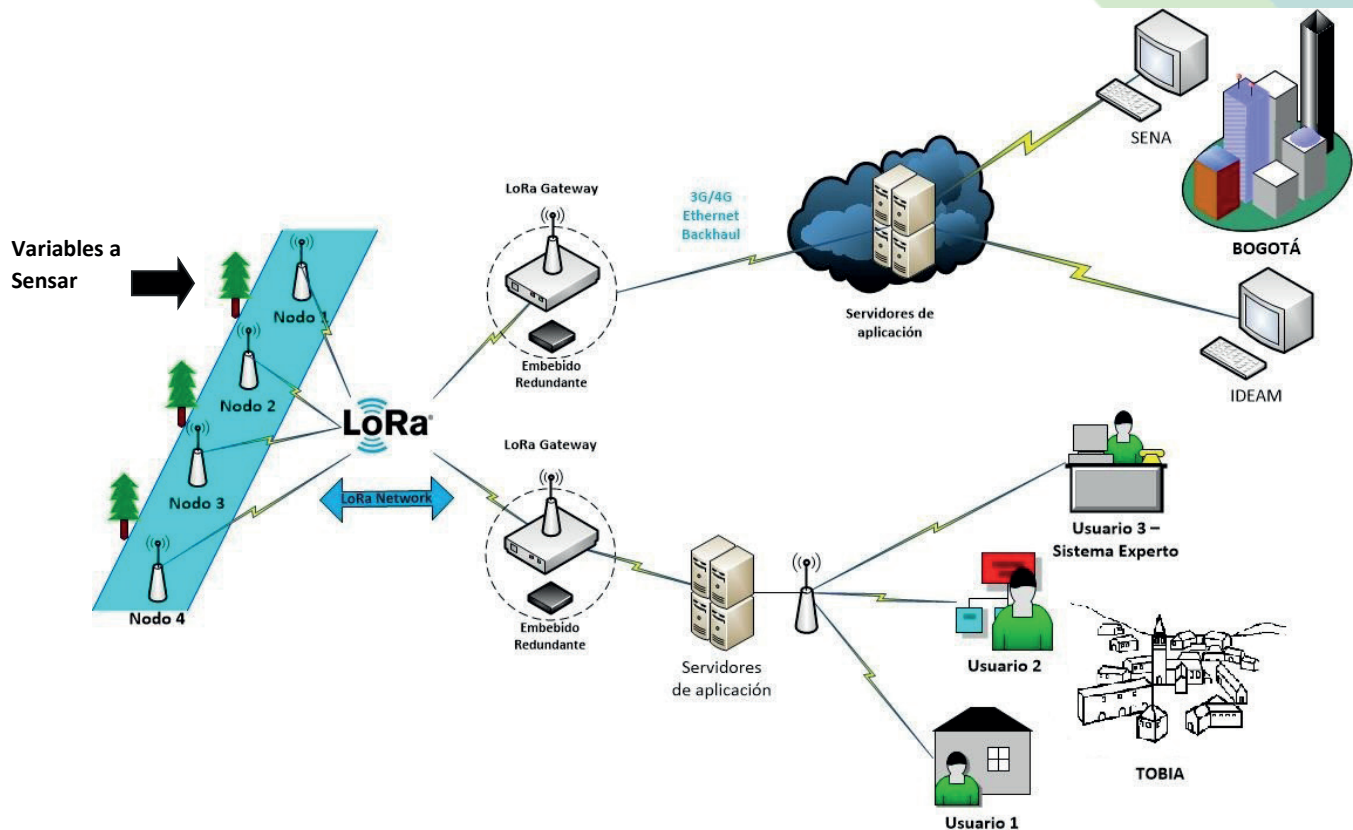 Variables a
Sensar
Nodo 1
Nodo 2
Nodo 3
Nodo 4
LoRa
LoRa Network
LoRa Gateway
Embebido
Redundante
3G/4G
Ethernet
Backhaul
Servidores de
aplicación
SENA
BOGOTÁ
IDEAM
LoRa Gateway
Embebido
Redundante
Servidores
de aplicación
Usuario 3 –
Sistema Experto
Usuario 2
Usuario 1
TOBIA